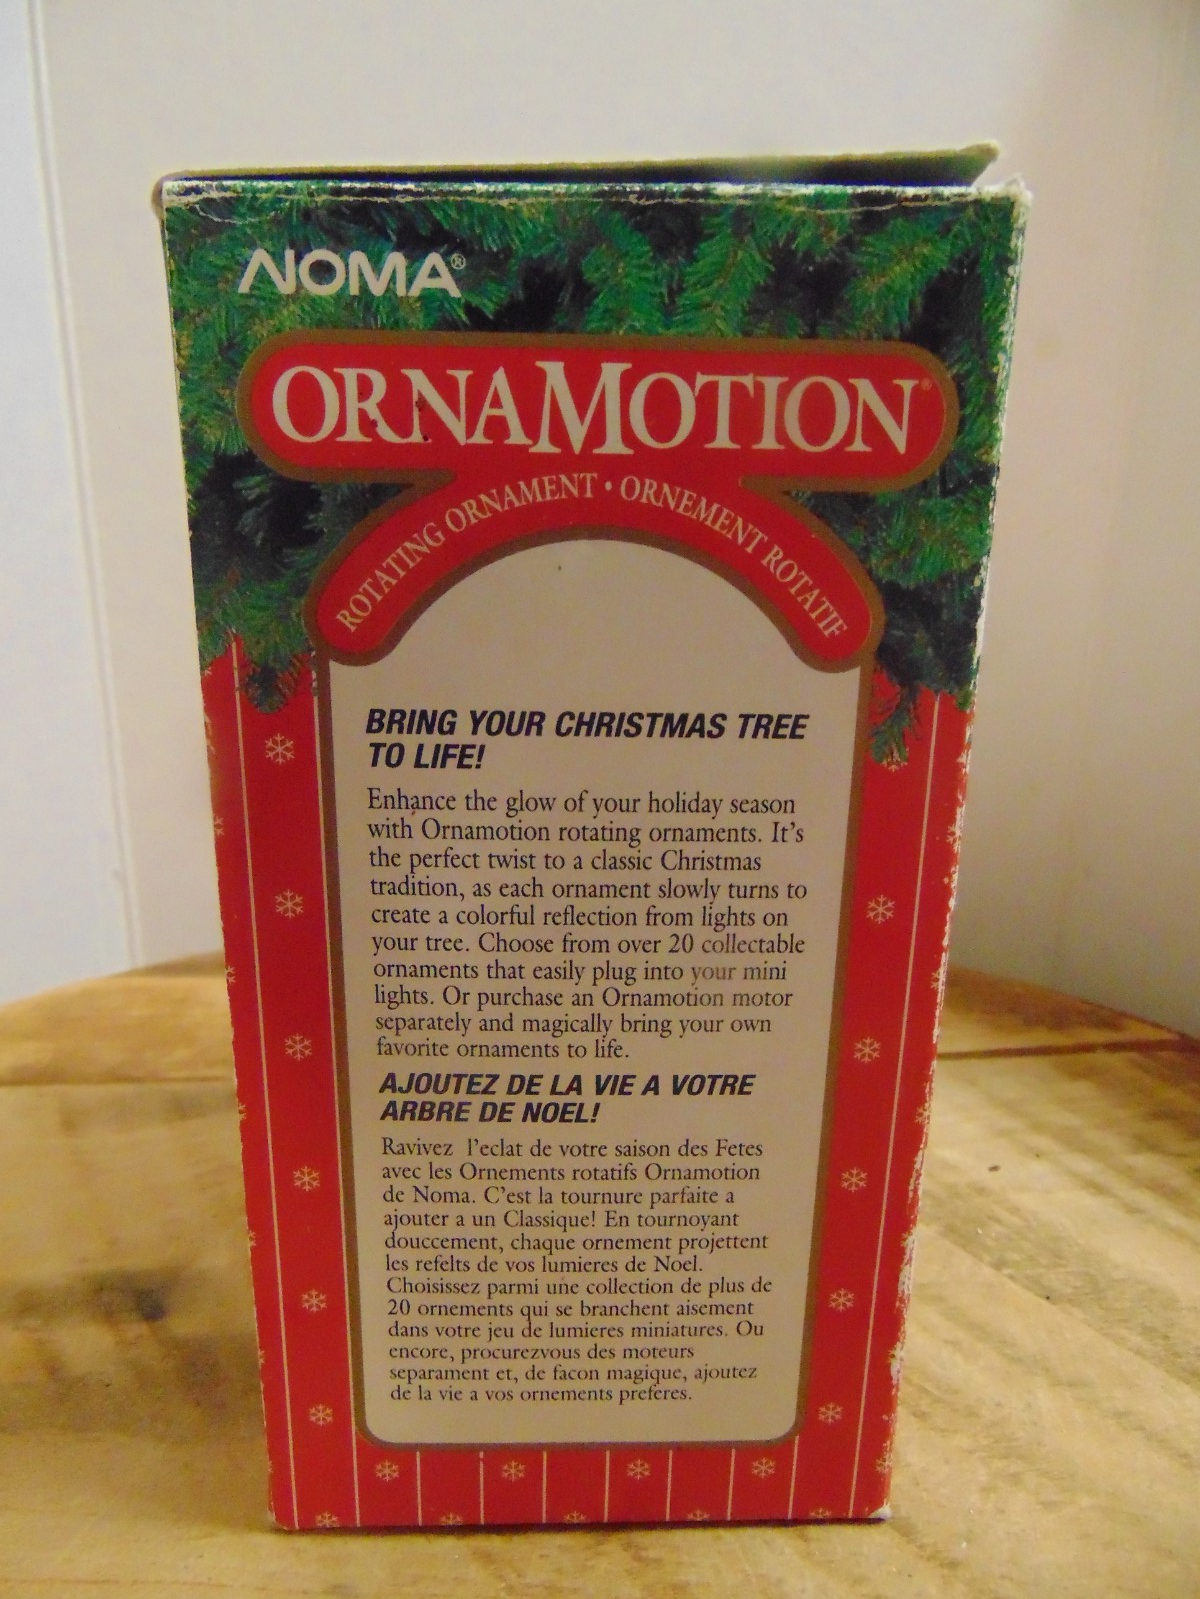 NOMA®
ORNAMOTION®
ROTATING ORNAMENT • ORNEMENT ROTATIF
BRING YOUR CHRISTMAS TREE
TO LIFE!
Enhance the glow of your holiday season
with Ornamotion rotating ornaments. It's
the perfect twist to a classic Christmas
tradition, as each ornament slowly turns to
create a colorful reflection from lights on
your tree. Choose from over 20 collectable
ornaments that easily plug into your mini
lights. Or purchase an Ornamotion motor
separately and magically bring your own
favorite ornaments to life.
AJOUTEZ DE LA VIE A VOTRE
ARBRE DE NOEL!
Ravivez l'eclat de votre saison des Fetes
avec les Ornements rotatifs Ornamotion
de Noma. C'est la tournure parfaite a
ajouter a un Classique! En tournoyant
douccement, chaque ornement projettent
les refelts de vos lumieres de Noel.
Choisissez parmi une collection de plus de
20 ornements qui se branchent aisement
dans votre jeu de lumieres miniatures. Ou
encore, procurezvous des moteurs
separament et, de facon magique, ajoutez
de la vie a vos ornements preferes.